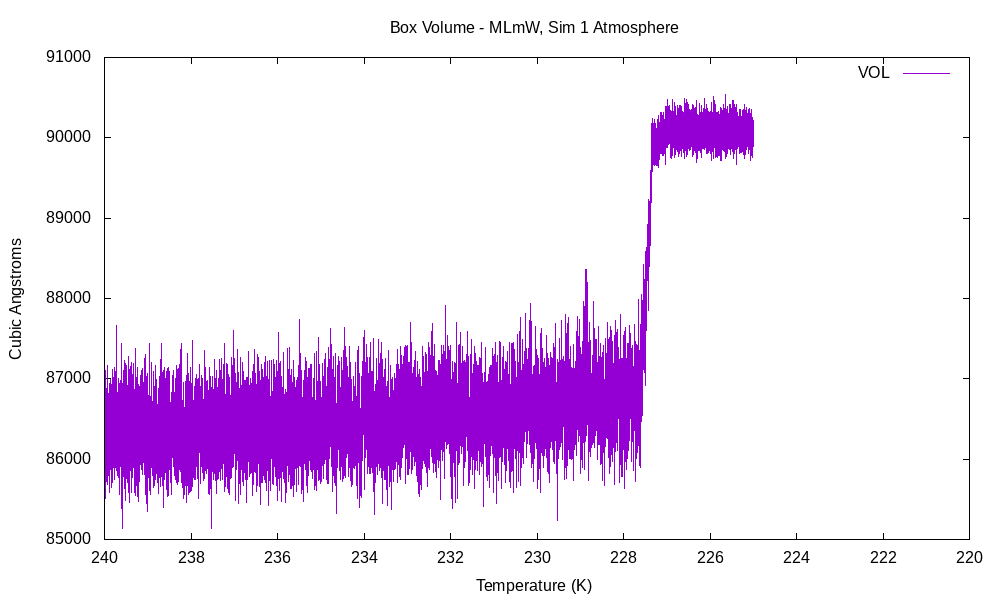 Box Volume - MLmW, Sim 1 Atmosphere
VOL
91000
90000
89000
88000
87000
86000
85000
Cubic Angstroms
240 238 236 234 232 230 228 226 224 222 220
Temperature (K)